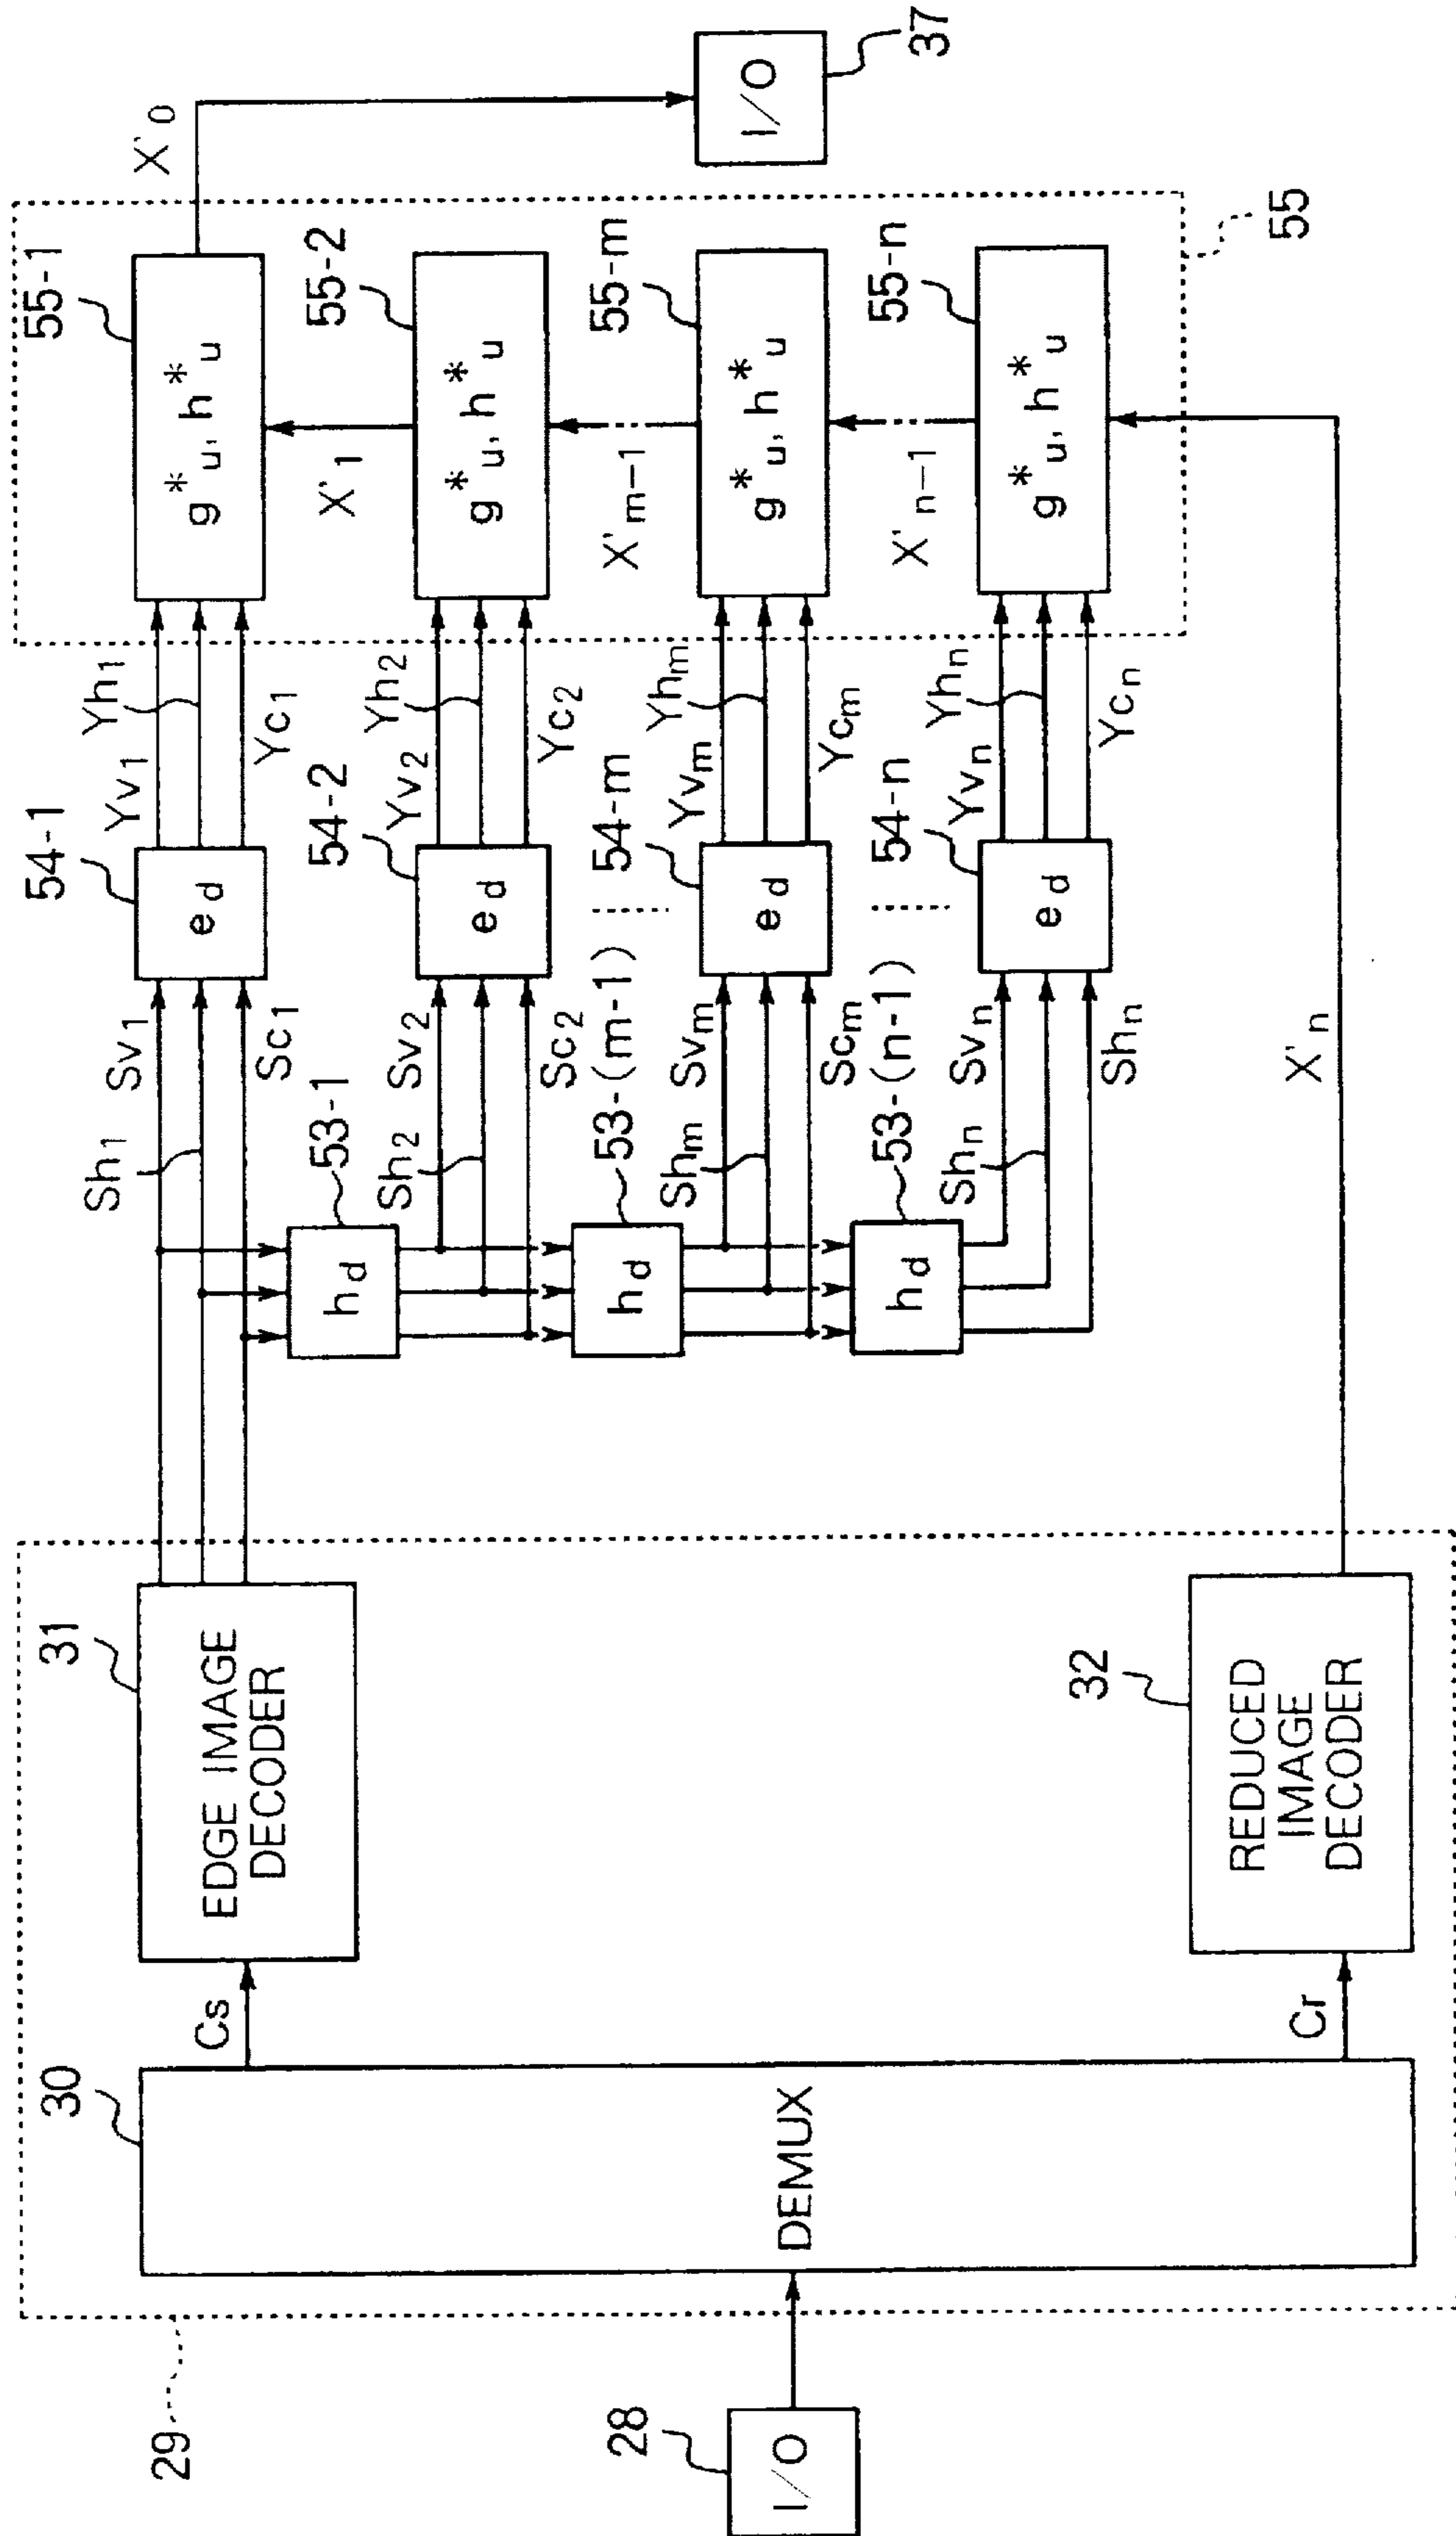 29
28
I/O
30
DEMUX
Cs
Cr
31
EDGE IMAGE
DECODER
32
REDUCED
IMAGE
DECODER
Sh1
Sv1
Sc1
53-1
hd
Sh2
Sv2
Sc2
53-(m-1)
hd
Shm
Svm
Scm
53-(n-1)
hd
Shn
Svn
Shn
X'n
54-1
ed
Yv1
Yh1
Yc1
54-2
ed
Yv2
Yh2
Yc2
54-m
ed
Yvm
Yhm
Ycm
54-n
ed
Yvn
Yhn
Ycn
55-1
g*u, h*u
X'1
55-2
g*u, h*u
X'm-1
55-m
g*u, h*u
X'n-1
55-n
g*u, h*u
55
X'0
I/O
37